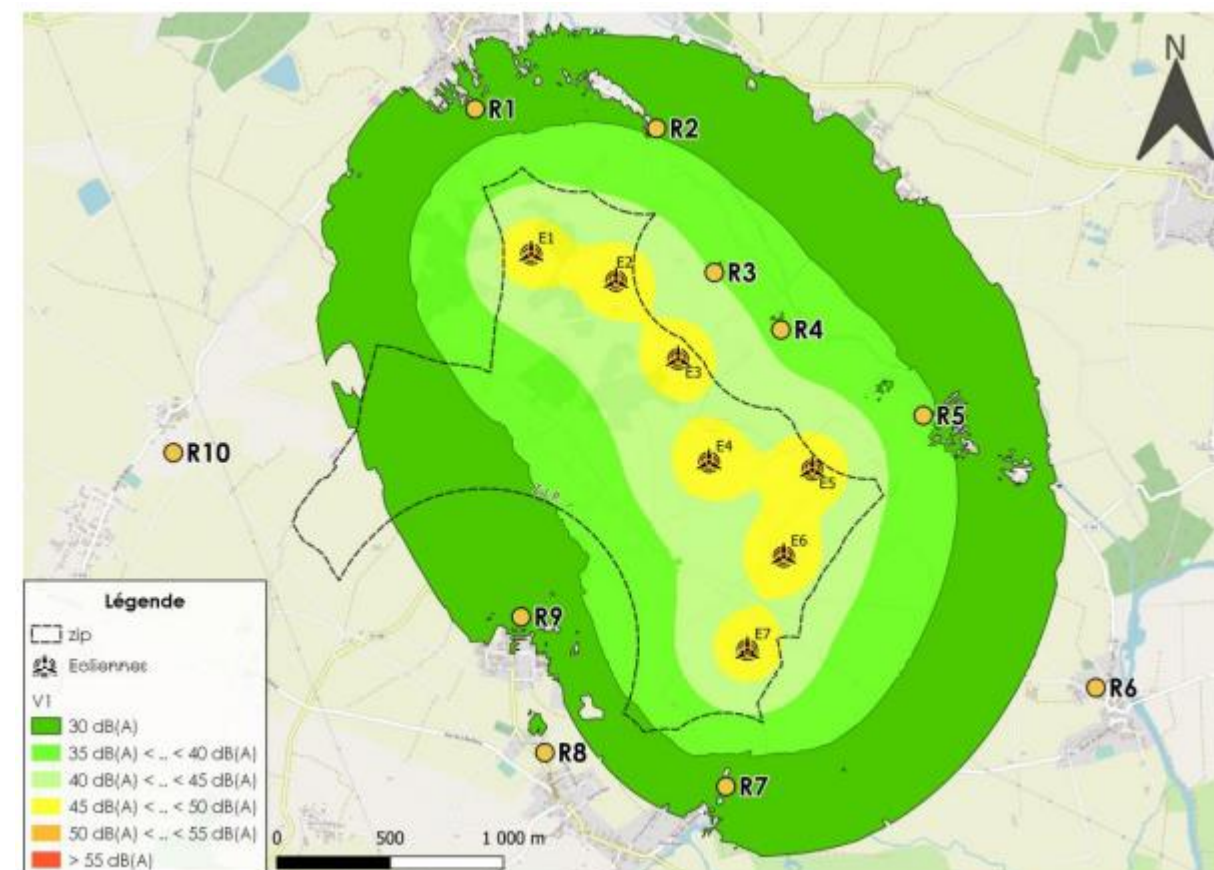 N
R1
R2
E1
E2
R3
R4
E3
R5
E4
E5
R10
E6
R9
E7
R6
R8
R7
Légende
zip
Eoliennes
V1
30 dB(A)
35 dB(A) < .. < 40 dB(A)
40 dB(A) < .. < 45 dB(A)
45 dB(A) < .. < 50 dB(A)
50 dB(A) < .. < 55 dB(A)
> 55 dB(A)
0 500 1 000 m